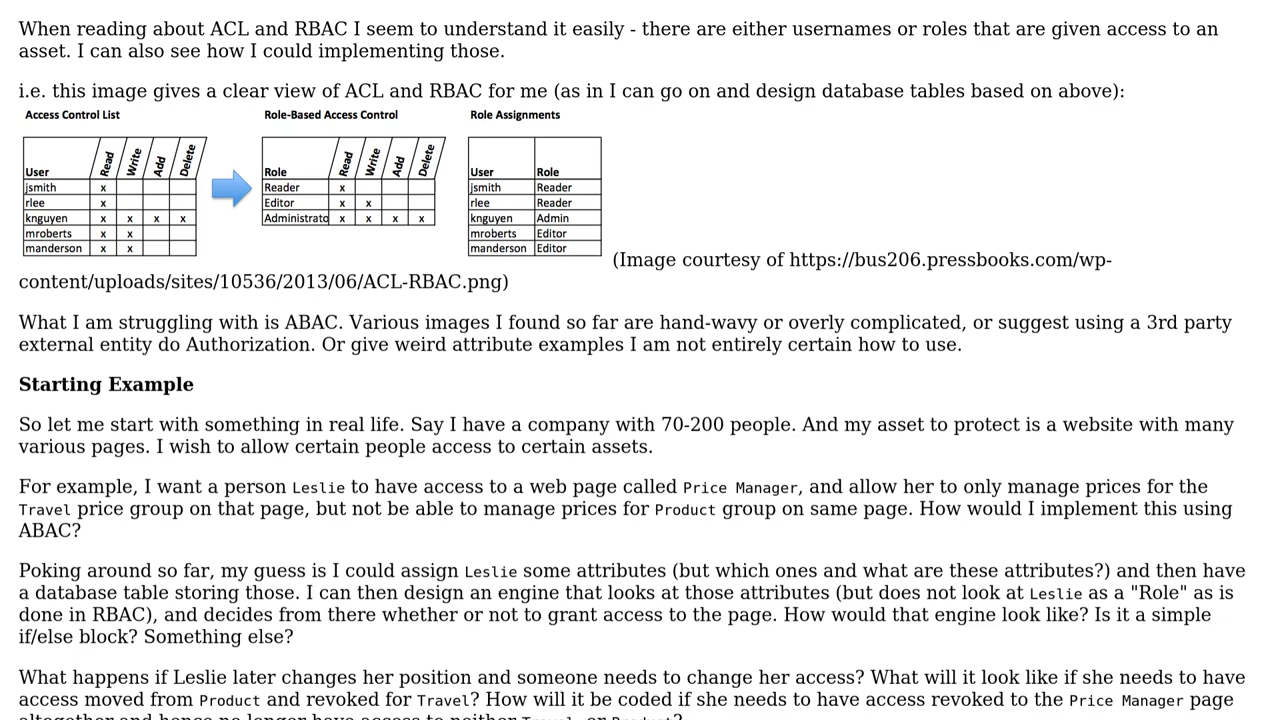 When reading about ACL and RBAC I seem to understand it easily - there are either usernames or roles that are given access to an
asset. I can also see how I could implementing those.
i.e. this image gives a clear view of ACL and RBAC for me (as in I can go on and design database tables based on above):
Access Control List
User Read Write Add Delete
jsmith x
rlee x
knguyen x x x x
mroberts x x
manderson x x
Role-Based Access Control
Role Read Write Add Delete
Reader x
Editor x x
Administrato x x x x
Role Assignments
User Role
jsmith Reader
rlee Reader
knguyen Admin
mroberts Editor
manderson Editor
(Image courtesy of https://bus206.pressbooks.com/wp-
content/uploads/sites/10536/2013/06/ACL-RBAC.png)
What I am struggling with is ABAC. Various images I found so far are hand-wavy or overly complicated, or suggest using a 3rd party
external entity do Authorization. Or give weird attribute examples I am not entirely certain how to use.
Starting Example
So let me start with something in real life. Say I have a company with 70-200 people. And my asset to protect is a website with many
various pages. I wish to allow certain people access to certain assets.
For example, I want a person Leslie to have access to a web page called Price Manager, and allow her to only manage prices for the
Travel price group on that page, but not be able to manage prices for Product group on same page. How would I implement this using
ABAC?
Poking around so far, my guess is I could assign Leslie some attributes (but which ones and what are these attributes?) and then have
a database table storing those. I can then design an engine that looks at those attributes (but does not look at Leslie as a "Role" as is
done in RBAC), and decides from there whether or not to grant access to the page. How would that engine look like? Is it a simple
if/else block? Something else?
What happens if Leslie later changes her position and someone needs to change her access? What will it look like if she needs to have
access moved from Product and revoked for Travel? How will it be coded if she needs to have access revoked to the Price Manager page
altogether and hence no longer have access to neither Travel, or Product?